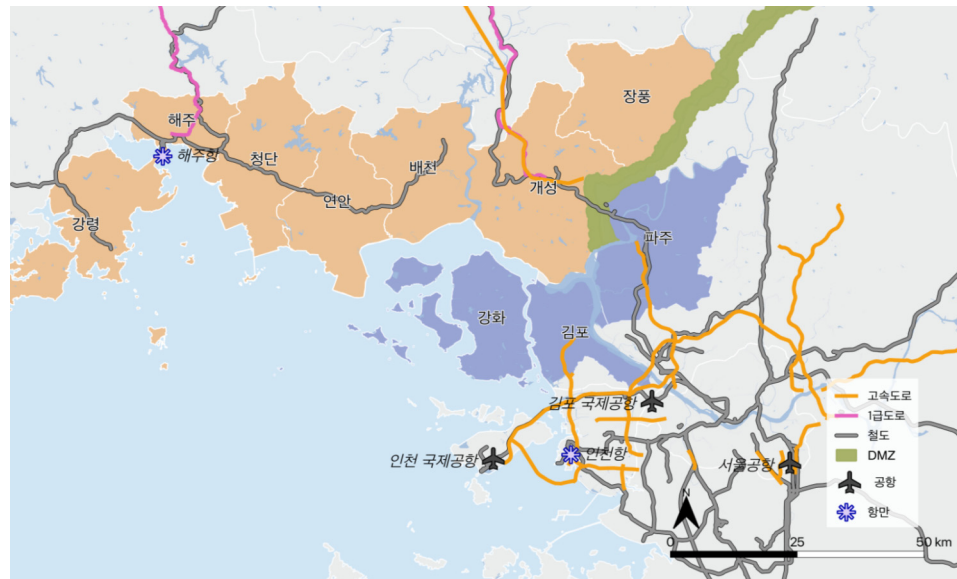 장풍
해주
해주항
청단
배천
개성
연안
강령
파주
강화
김포
김포 국제공항
인천 국제공항
인천항
서울공항
고속도로
1급도로
철도
DMZ
공항
항만
N
0 25 50 km